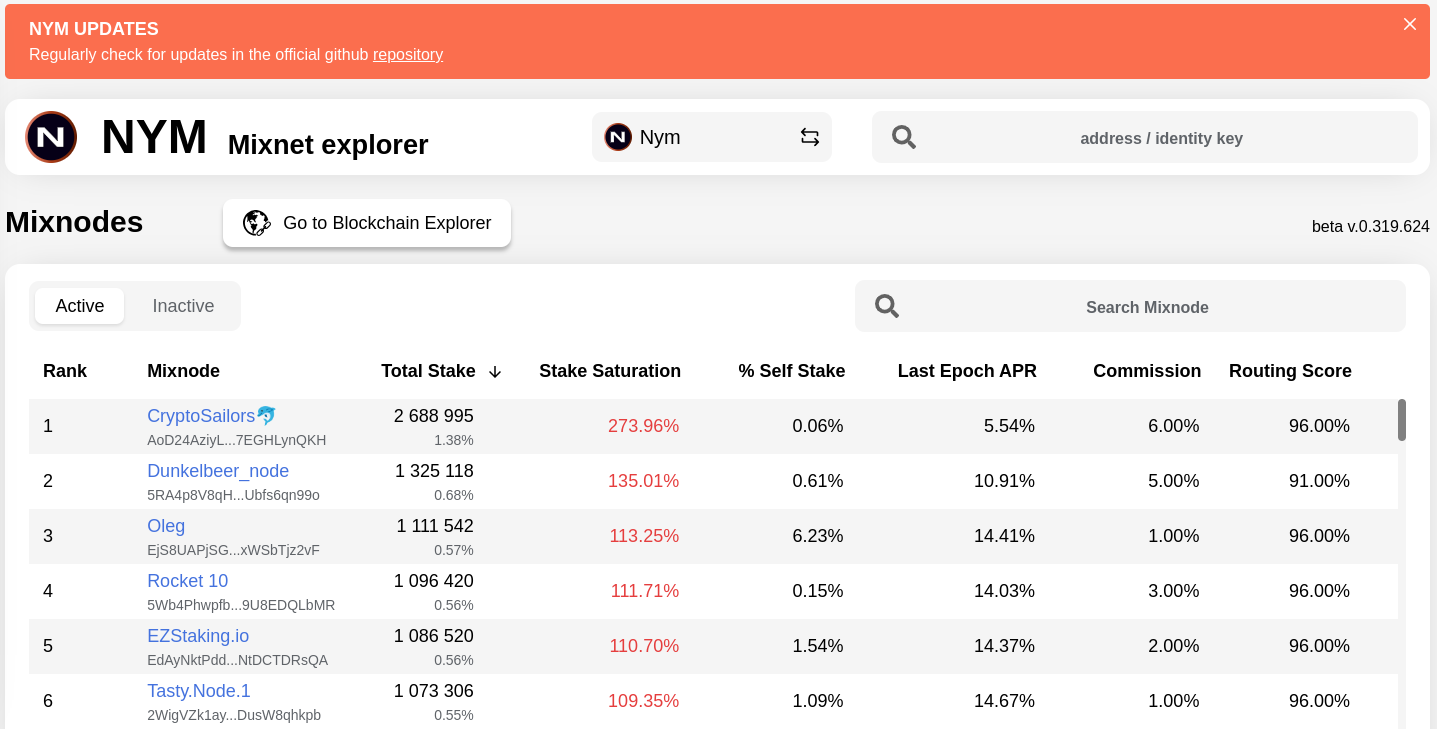 NYM UPDATES
Regularly check for updates in the official github repository
NYM Mixnet explorer
Nym
address / identity key
Mixnodes
Go to Blockchain Explorer
beta v.0.319.624
Active Inactive
Search Mixnode
Rank Mixnode Total Stake Stake Saturation % Self Stake Last Epoch APR Commission Routing Score
1 CryptoSailors🐬 2 688 995 273.96% 0.06% 5.54% 6.00% 96.00%
AoD24AziyL...7EGHLynQKH 1.38%
2 Dunkelbeer_node 1 325 118 135.01% 0.61% 10.91% 5.00% 91.00%
5RA4p8V8qH...Ubfs6qn99o 0.68%
3 Oleg 1 111 542 113.25% 6.23% 14.41% 1.00% 96.00%
EjS8UAPjSG...xWSbTjz2vF 0.57%
4 Rocket 10 1 096 420 111.71% 0.15% 14.03% 3.00% 96.00%
5Wb4Phwpfb...9U8EDQLbMR 0.56%
5 EZStaking.io 1 086 520 110.70% 1.54% 14.37% 2.00% 96.00%
EdAyNktPdd...NtDCTDRsQA 0.56%
6 Tasty.Node.1 1 073 306 109.35% 1.09% 14.67% 1.00% 96.00%
2WigVZk1ay...DusW8qhkpb 0.55%